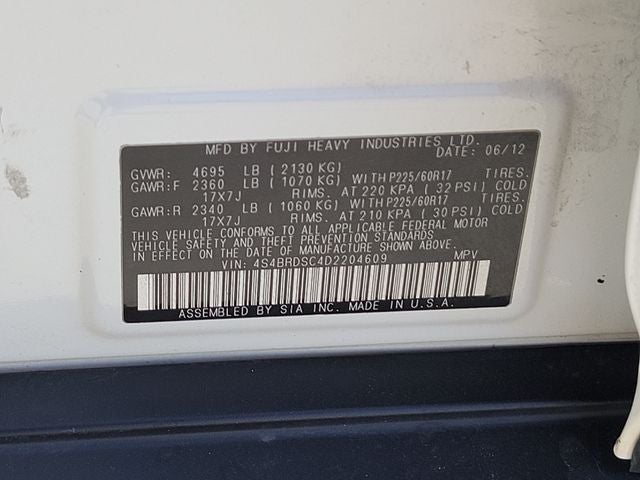 MFD BY FUJI HEAVY INDUSTRIES LTD.
DATE: 06/12
GVWR: 4695 LB (2130 KG)
GAWR:F 2360 LB (1070 KG) WITH P225/60R17 TIRES.
17X7J RIMS. AT 220 KPA (32 PSI) COLD
GAWR:R 2340 LB (1060 KG) WITH P225/60R17 TIRES.
17X7J RIMS. AT 210 KPA (30 PSI) COLD
THIS VEHICLE CONFORMS TO ALL APPLICABLE FEDERAL MOTOR
VEHICLE SAFETY AND THEFT PREVENTION STANDARDS
IN EFFECT ON THE DATE OF MANUFACTURE SHOWN ABOVE.
VIN: 4S4BRDSC4D2204609 MPV
ASSEMBLED BY SIA INC. MADE IN U.S.A.